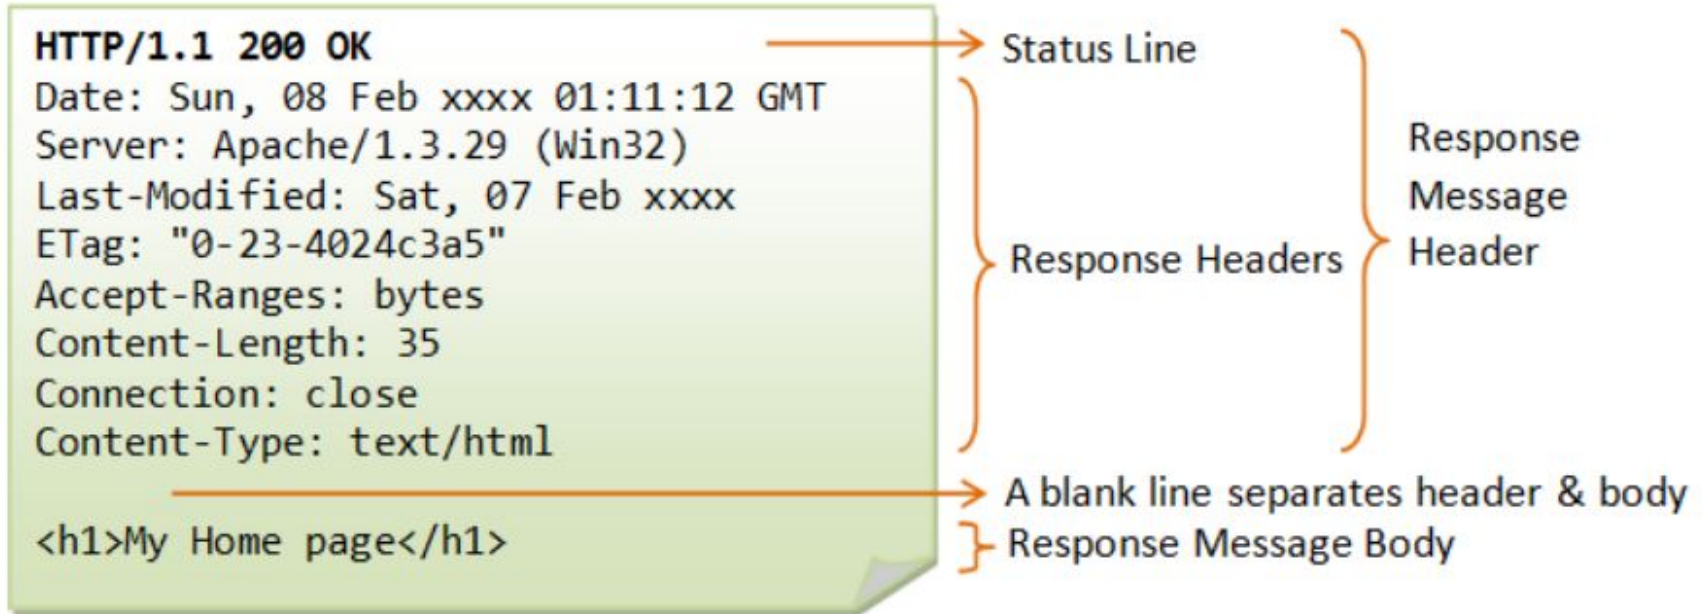 HTTP/1.1 200 OK
Date: Sun, 08 Feb xxxx 01:11:12 GMT
Server: Apache/1.3.29 (Win32)
Last-Modified: Sat, 07 Feb xxxx
ETag: "0-23-4024c3a5"
Accept-Ranges: bytes
Content-Length: 35
Connection: close
Content-Type: text/html
<h1>My Home page</h1>
Status Line
Response Headers
Response
Message
Header
A blank line separates header & body
Response Message Body